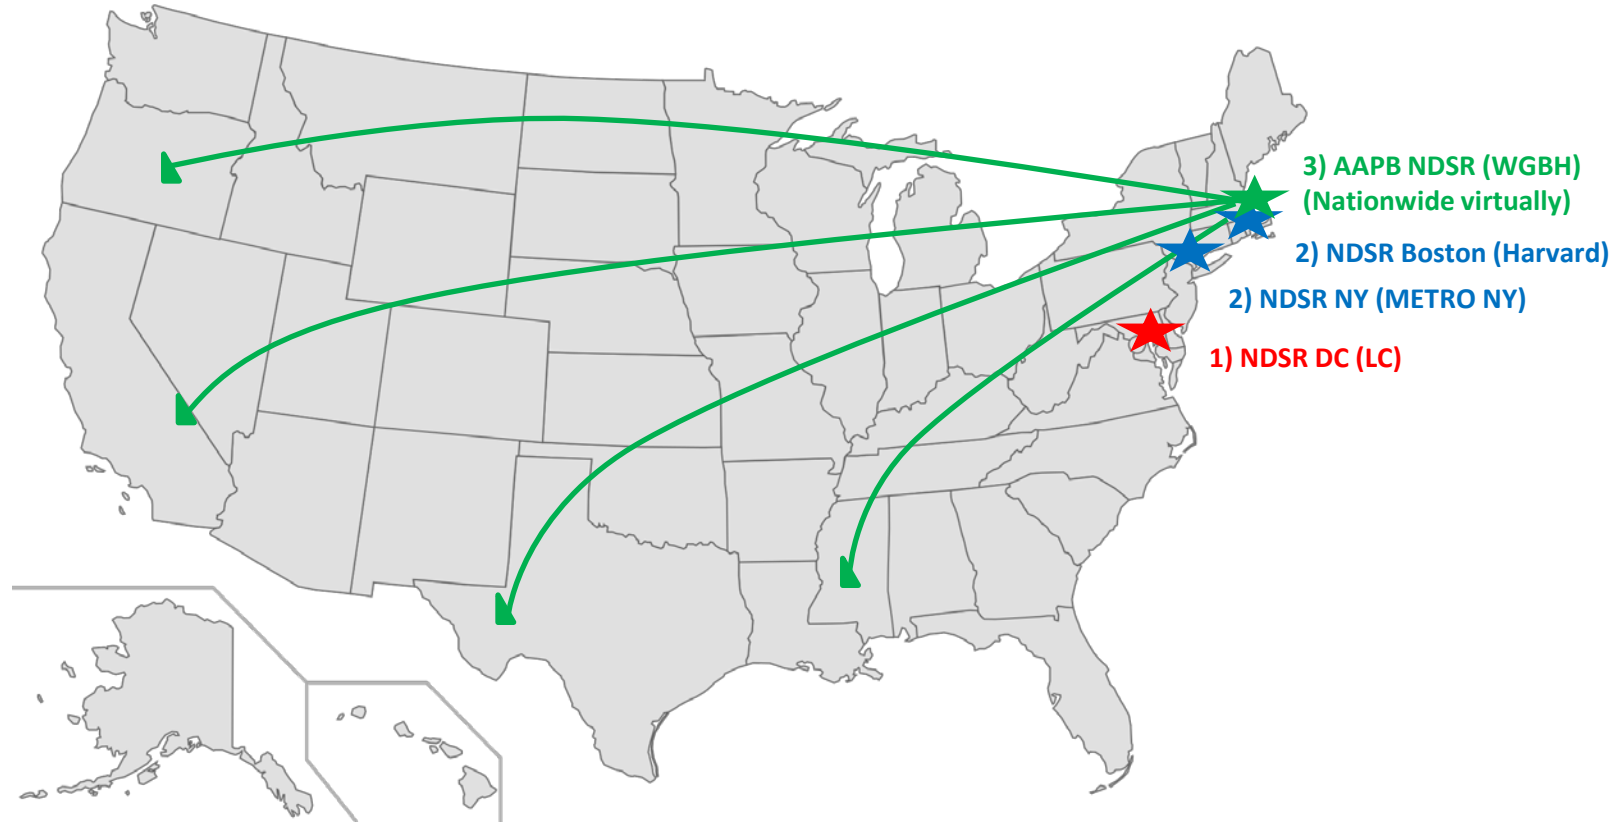 3) AAPB NDSR (WGBH)
(Nationwide virtually)
2) NDSR Boston (Harvard)
2) NDSR NY (METRO NY)
1) NDSR DC (LC)